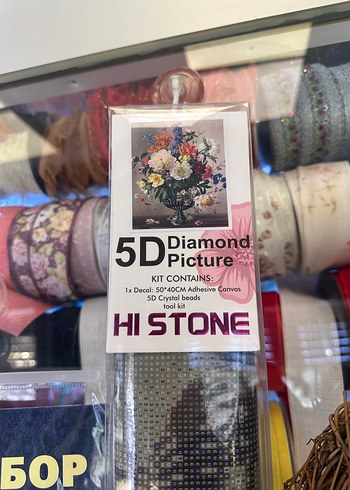 5D Diamond
Picture
KIT CONTAINS:
1x Decal: 50*40CM Adhesive Canvas
5D Crystal beads
tool kit
HI STONE
БОР